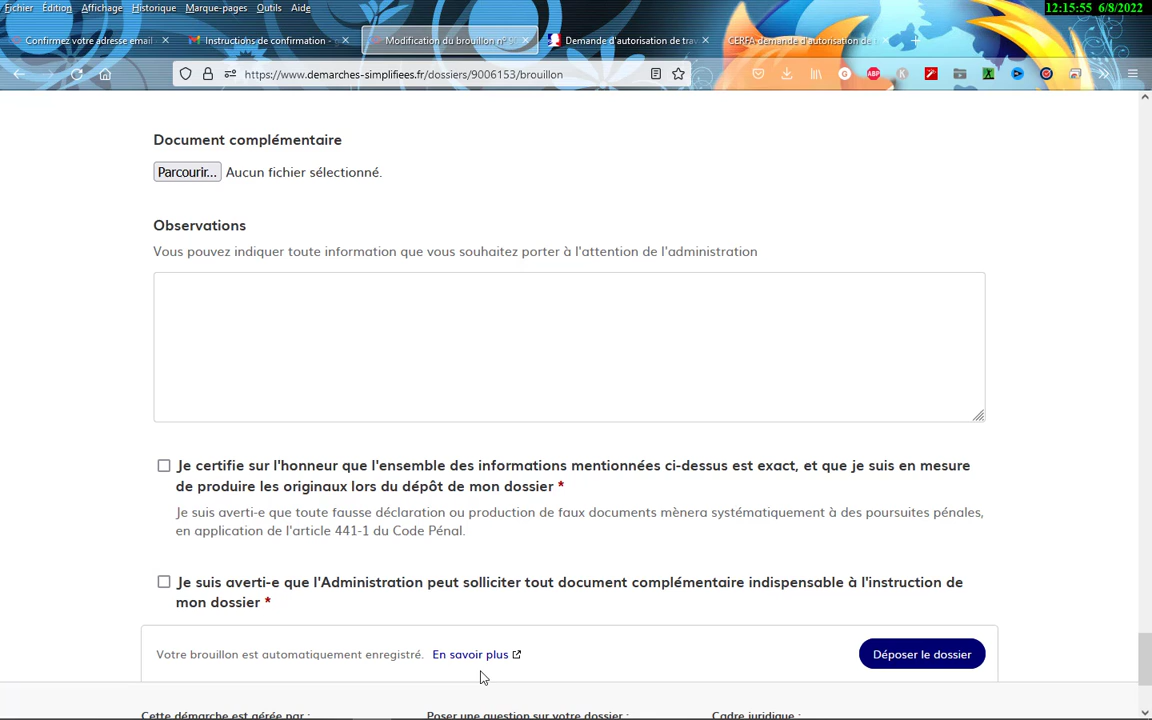 Fichier Édition Affichage Historique Marque-pages Outils Aide
12:15:55 6/8/2022
Confirmez votre adresse email
Instructions de confirmation -
Modification du brouillon n°
Demande d'autorisation de trav
CERFA demande d'autorisation de
https://www.demarches-simplifiees.fr/dossiers/9006153/brouillon
Document complémentaire
Parcourir... Aucun fichier sélectionné.
Observations
Vous pouvez indiquer toute information que vous souhaitez porter à l'attention de l'administration
Je certifie sur l'honneur que l'ensemble des informations mentionnées ci-dessus est exact, et que je suis en mesure
de produire les originaux lors du dépôt de mon dossier *
Je suis averti-e que toute fausse déclaration ou production de faux documents mènera systématiquement à des poursuites pénales,
en application de l'article 441-1 du Code Pénal.
Je suis averti-e que l'Administration peut solliciter tout document complémentaire indispensable à l'instruction de
mon dossier *
Votre brouillon est automatiquement enregistré. En savoir plus
Déposer le dossier
Cette démarche est gérée par :
Poser une question sur votre dossier :
Cadre juridique :